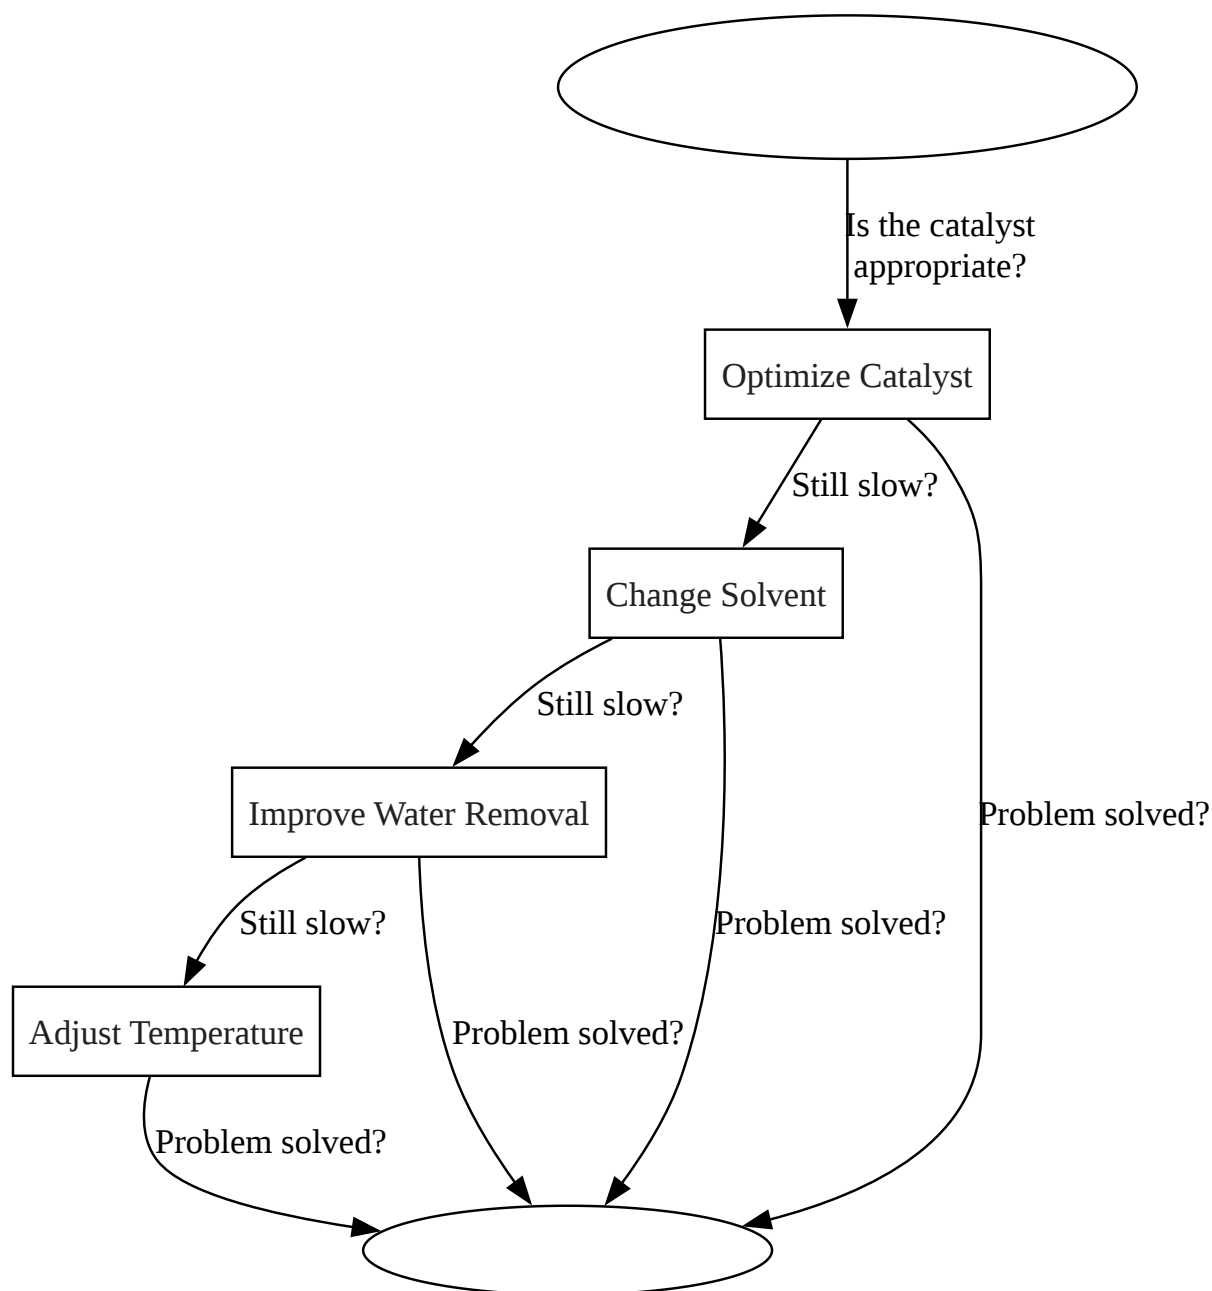 Is the catalyst
appropriate?
Optimize Catalyst
Still slow?
Change Solvent
Still slow?
Improve Water Removal
Problem solved?
Still slow?
Problem solved?
Adjust Temperature
Problem solved?
Problem solved?